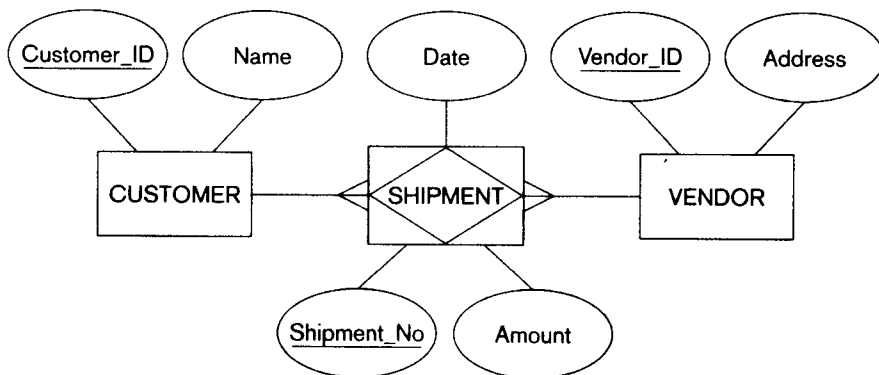 Customer_ID
Name
Date
Vendor_ID
Address
CUSTOMER
SHIPMENT
VENDOR
Shipment_No
Amount